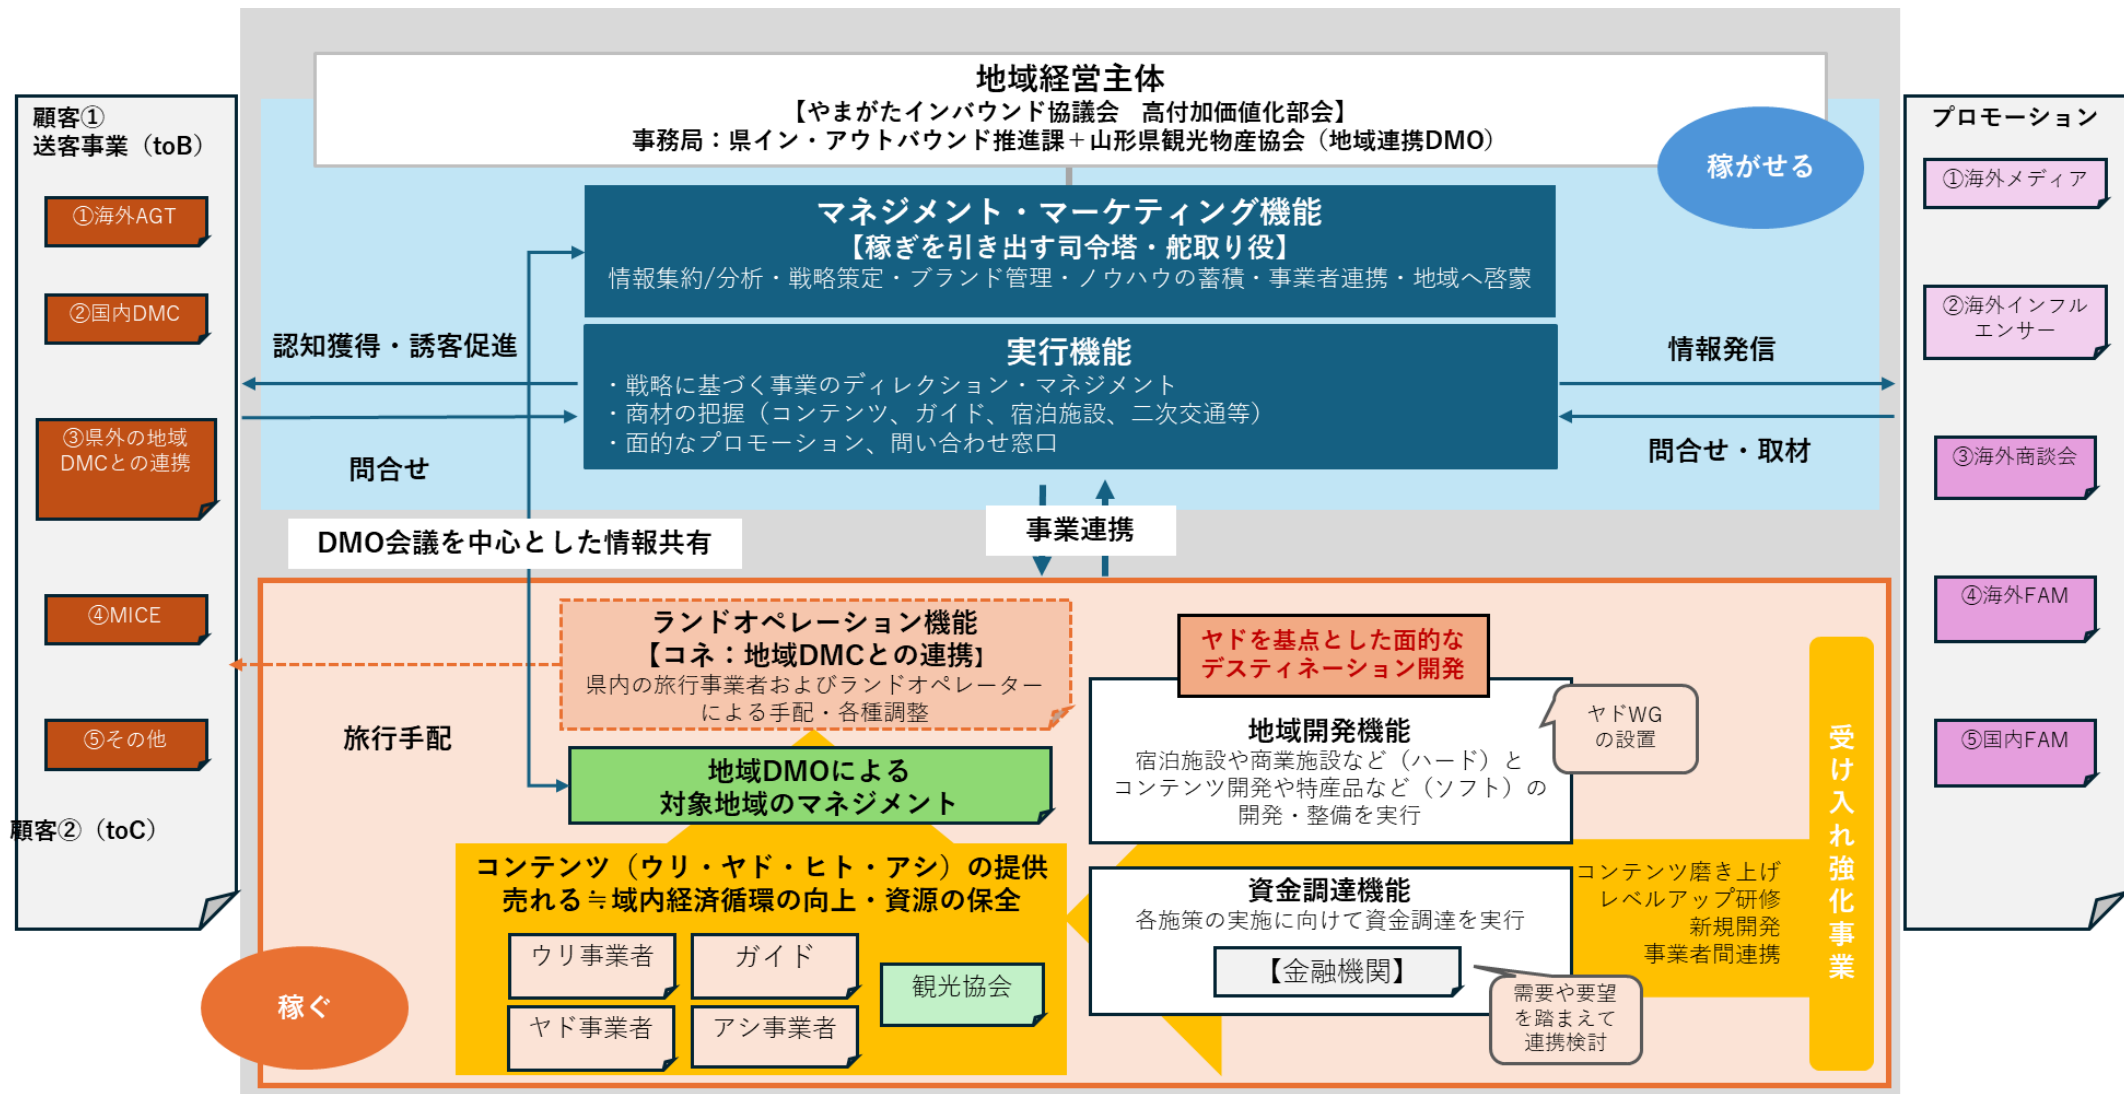 地域経営主体
【やまがたインバウンド協議会　高付加価値化部会】
事務局：県イン・アウトバウンド推進課＋山形県観光物産協会（地域連携DMO）
稼がせる
顧客①
送客事業（toB）
①海外AGT
②国内DMC
③県外の地域
DMCとの連携
④MICE
⑤その他
顧客②（toC）
マネジメント・マーケティング機能
【稼ぎを引き出す司令塔・舵取り役】
情報集約/分析・戦略策定・ブランド管理・ノウハウの蓄積・事業者連携・地域へ啓蒙
実行機能
・戦略に基づく事業のディレクション・マネジメント
・商材の把握（コンテンツ、ガイド、宿泊施設、二次交通等）
・面的なプロモーション、問い合わせ窓口
認知獲得・誘客促進
問合せ
情報発信
問合せ・取材
DMO会議を中心とした情報共有
事業連携
プロモーション
①海外メディア
②海外インフル
エンサー
③海外商談会
④海外FAM
⑤国内FAM
ランドオペレーション機能
【コネ：地域DMCとの連携】
県内の旅行事業者およびランドオペレーター
による手配・各種調整
旅行手配
地域DMOによる
対象地域のマネジメント
コンテンツ（ウリ・ヤド・ヒト・アシ）の提供
売れる≒域内経済循環の向上・資源の保全
ウリ事業者
ガイド
ヤド事業者
アシ事業者
観光協会
稼ぐ
ヤドを基点とした面的な
デスティネーション開発
地域開発機能
宿泊施設や商業施設など（ハード）と
コンテンツ開発や特産品など（ソフト）の
開発・整備を実行
ヤドWG
の設置
資金調達機能
各施策の実施に向けて資金調達を実行
【金融機関】
需要や要望
を踏まえて
連携検討
コンテンツ磨き上げ
レベルアップ研修
新規開発
事業者間連携
受け入れ強化事業